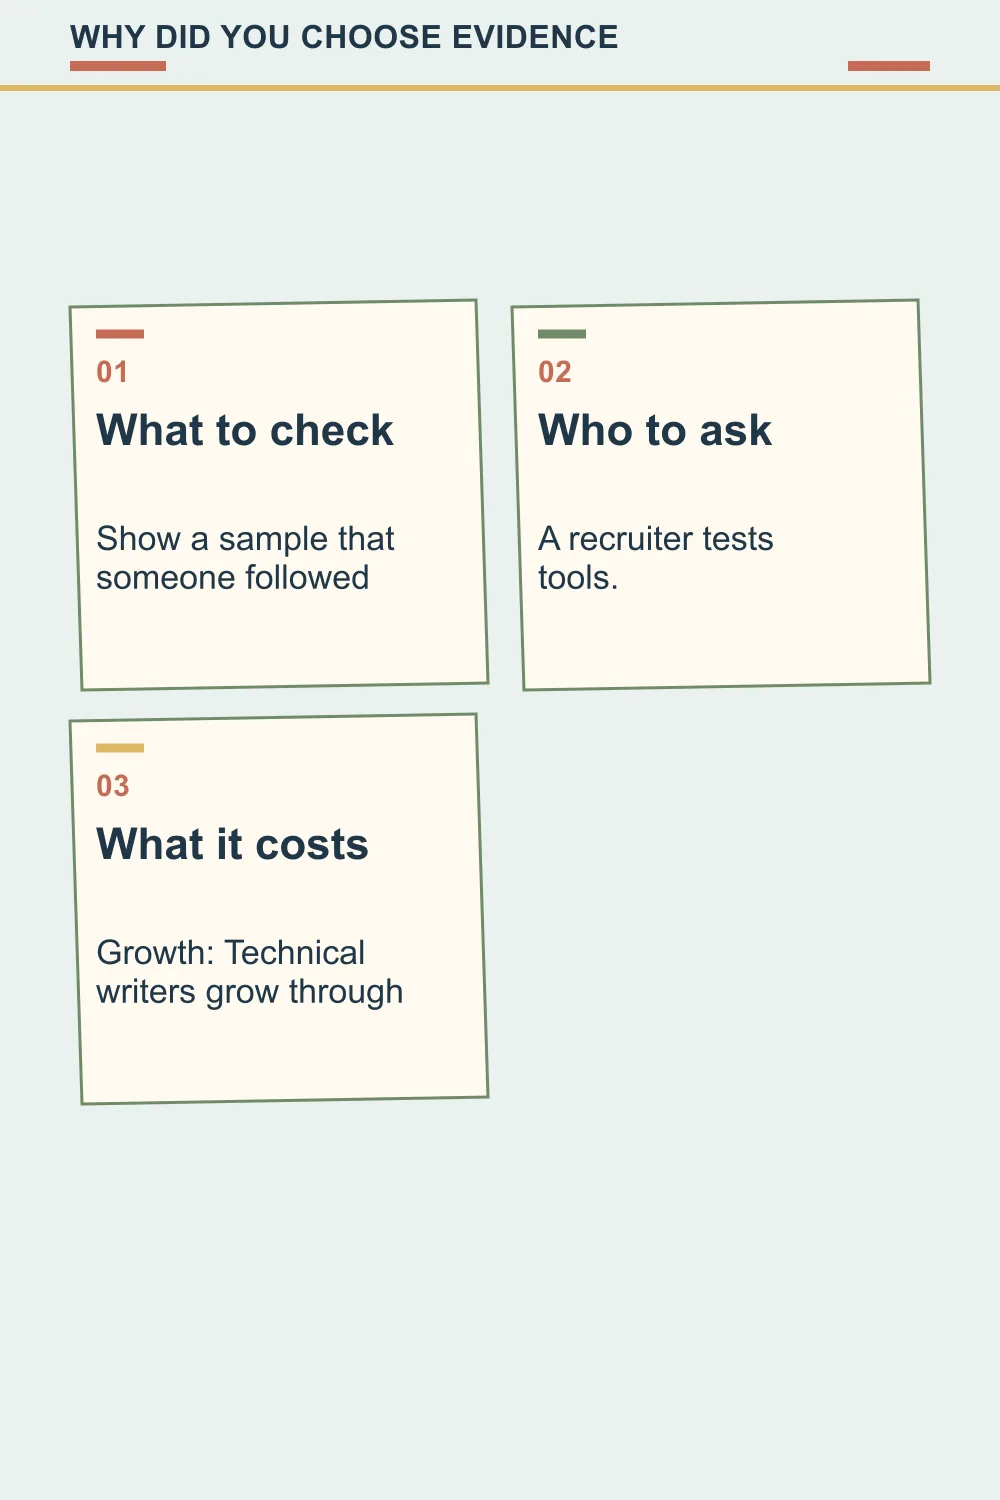 WHY DID YOU CHOOSE EVIDENCE
01
What to check
Show a sample that
someone followed
02
Who to ask
A recruiter tests
tools.
03
What it costs
Growth: Technical
writers grow through